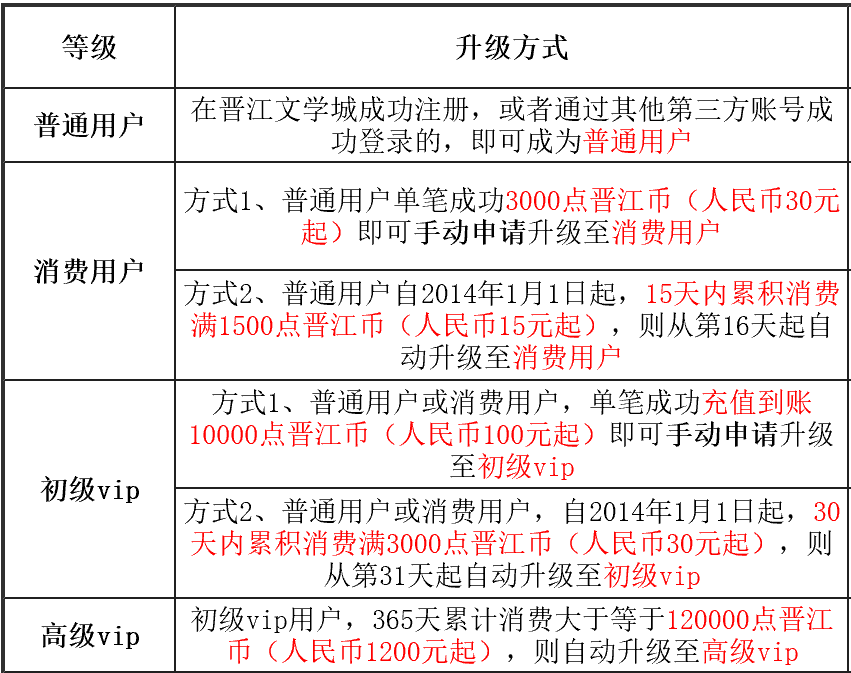 等级
升级方式
普通用户
在晋江文学城成功注册，或者通过其他第三方账号成
功登录的，即可成为普通用户
消费用户
方式1、普通用户单笔成功3000点晋江币（人民币30元
起）即可手动申请升级至消费用户
方式2、普通用户自2014年1月1日起，15天内累积消费
满1500点晋江币（人民币15元起），则从第16天起自
动升级至消费用户
初级vip
方式1、普通用户或消费用户，单笔成功充值到账
10000点晋江币（人民币100元起）即可手动申请升级
至初级vip
方式2、普通用户或消费用户，自2014年1月1日起，30
天内累积消费满3000点晋江币（人民币30元起），则
从第31天起自动升级至初级vip
高级vip
初级vip用户，365天累计消费大于等于120000点晋江
币（人民币1200元起），则自动升级至高级vip